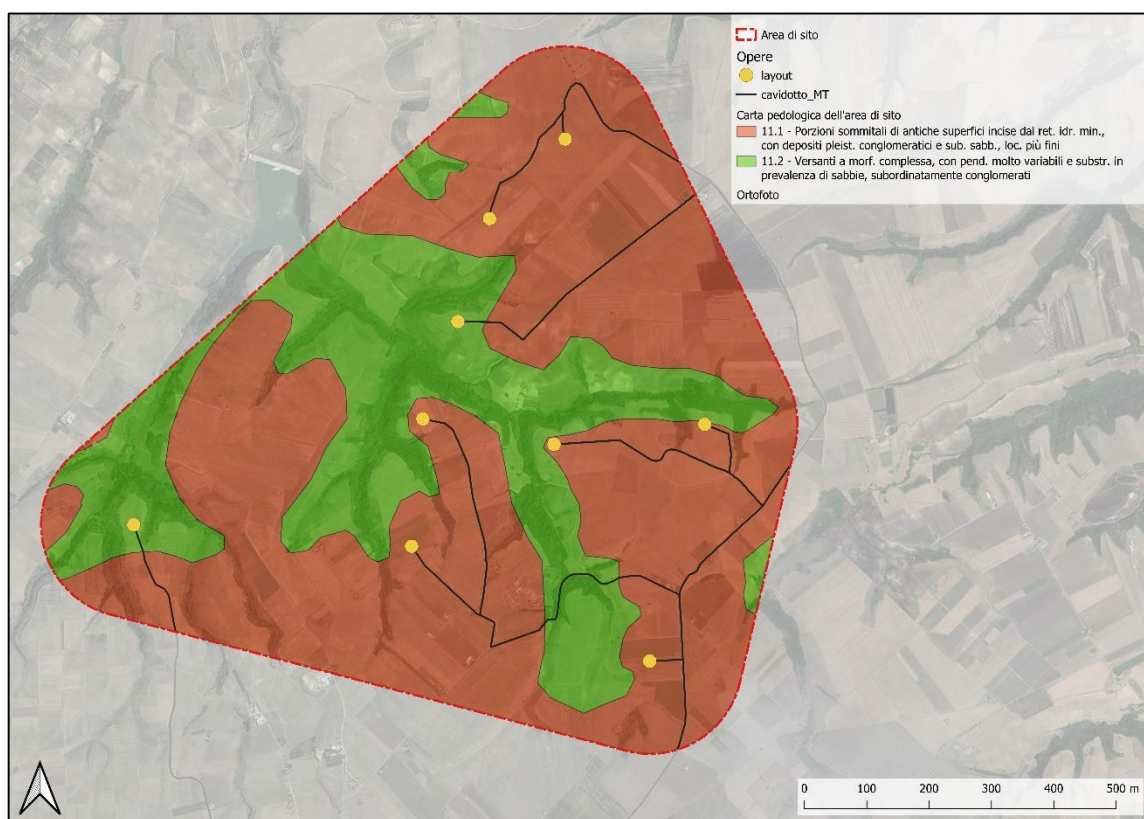 Area di sito
Opere
layout
cavidotto_MT
Carta pedologica dell'area di sito
11.1 - Porzioni sommitali di antiche superfici incise dal ret. idr. min.,
con depositi pleist. conglomeratici e sub. sabb., loc. più fini
11.2 - Versanti a morf. complessa, con pend. molto variabili e substr. in
prevalenza di sabbie, subordinatamente conglomerati
Ortofoto
0 100 200 300 400 500 m